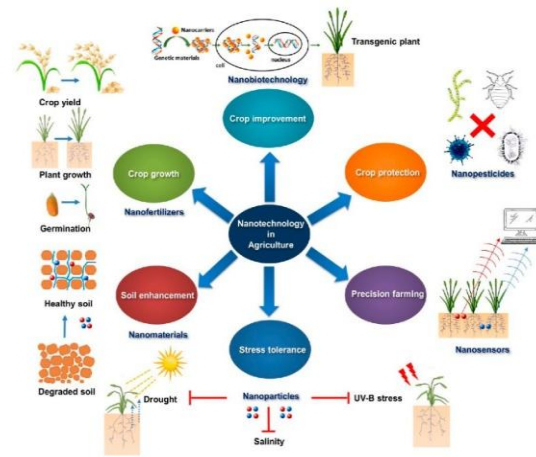 Nanocarriers
Genetic materials
cell
nucleus
Transgenic plant
Nanobiotechnology
Crop yield
Crop improvement
Plant growth
Crop growth
Crop protection
Nanopesticides
Nanofertilizers
Germination
Nanotechnology
in
Agriculture
Healthy soil
Soil enhancement
Precision farming
Nanomaterials
Nanosensors
Stress tolerance
Degraded soil
Drought
Nanoparticles
UV-B stress
Salinity